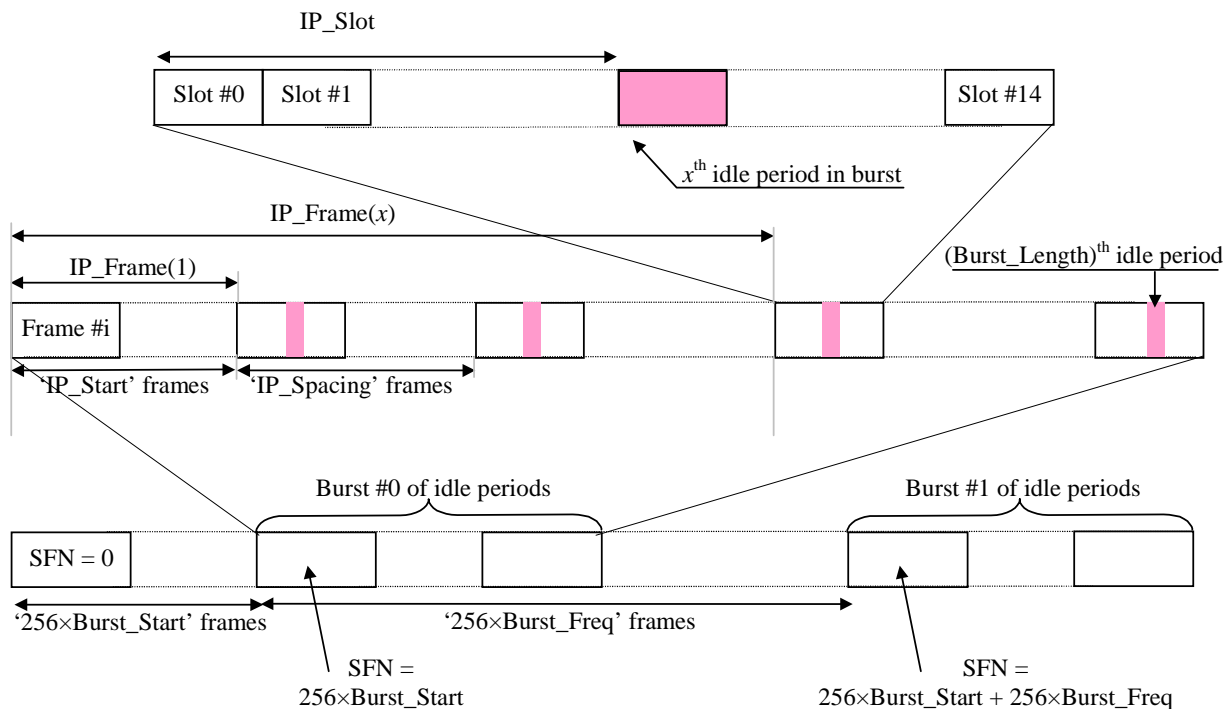 IP_Slot
Slot #0 Slot #1 Slot #14
xth idle period in burst
IP_Frame(x)
IP_Frame(1)
(Burst_Length)th idle period
Frame #i
‘IP_Start’ frames ‘IP_Spacing’ frames
Burst #0 of idle periods Burst #1 of idle periods
SFN = 0
‘256×Burst_Start’ frames ‘256×Burst_Freq’ frames
SFN =
256×Burst_Start
SFN =
256×Burst_Start + 256×Burst_Freq